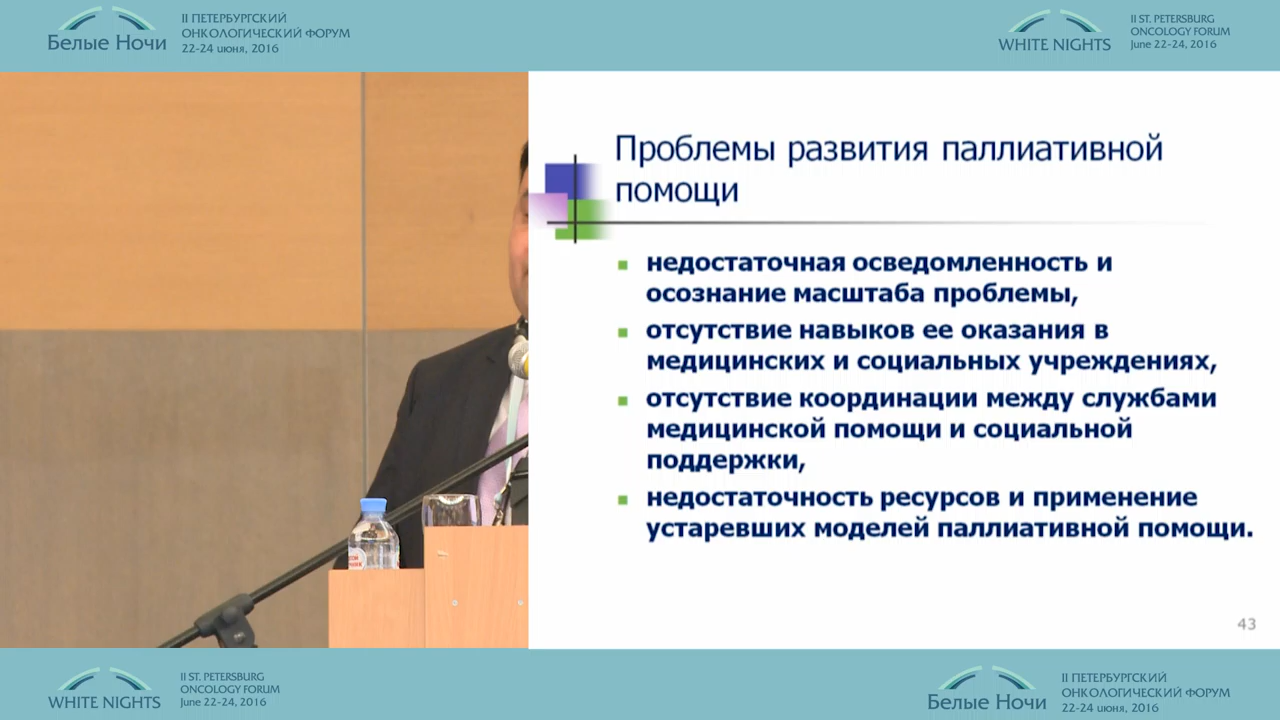 Белые Ночи
II ПЕТЕРБУРГСКИЙ
ОНКОЛОГИЧЕСКИЙ ФОРУМ
22-24 июня, 2016
WHITE NIGHTS
II ST. PETERSBURG
ONCOLOGY FORUM
June 22-24, 2016
Проблемы развития паллиативной
помощи
недостаточная осведомленность и
осознание масштаба проблемы,
отсутствие навыков ее оказания в
медицинских и социальных учреждениях,
отсутствие координации между службами
медицинской помощи и социальной
поддержки,
недостаточность ресурсов и применение
устаревших моделей паллиативной помощи.
43
WHITE NIGHTS
II ST. PETERSBURG
ONCOLOGY FORUM
June 22-24, 2016
Белые Ночи
II ПЕТЕРБУРГСКИЙ
ОНКОЛОГИЧЕСКИЙ ФОРУМ
22-24 июня, 2016